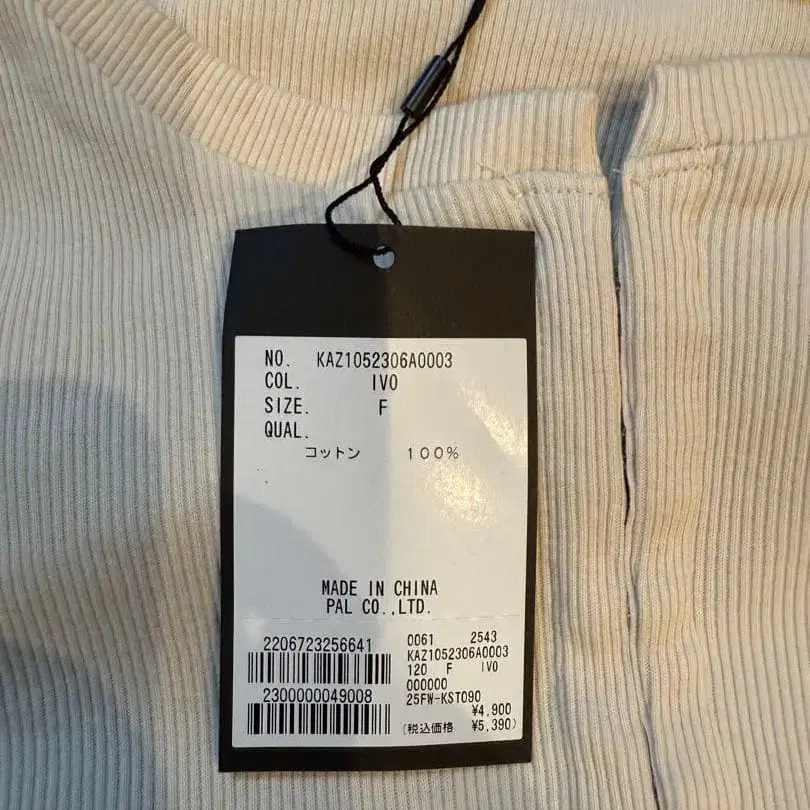 NO. KAZ1052306A0003
COL. IVO
SIZE. F
QUAL.
コットン 100%
MADE IN CHINA
PAL CO.,LTD.
2206723256641
2300000049008
0061 2543
KAZ1052306A0003
120 F IVO
000000
25FW-KST090
¥4,900
(税込価格 ¥5,390)